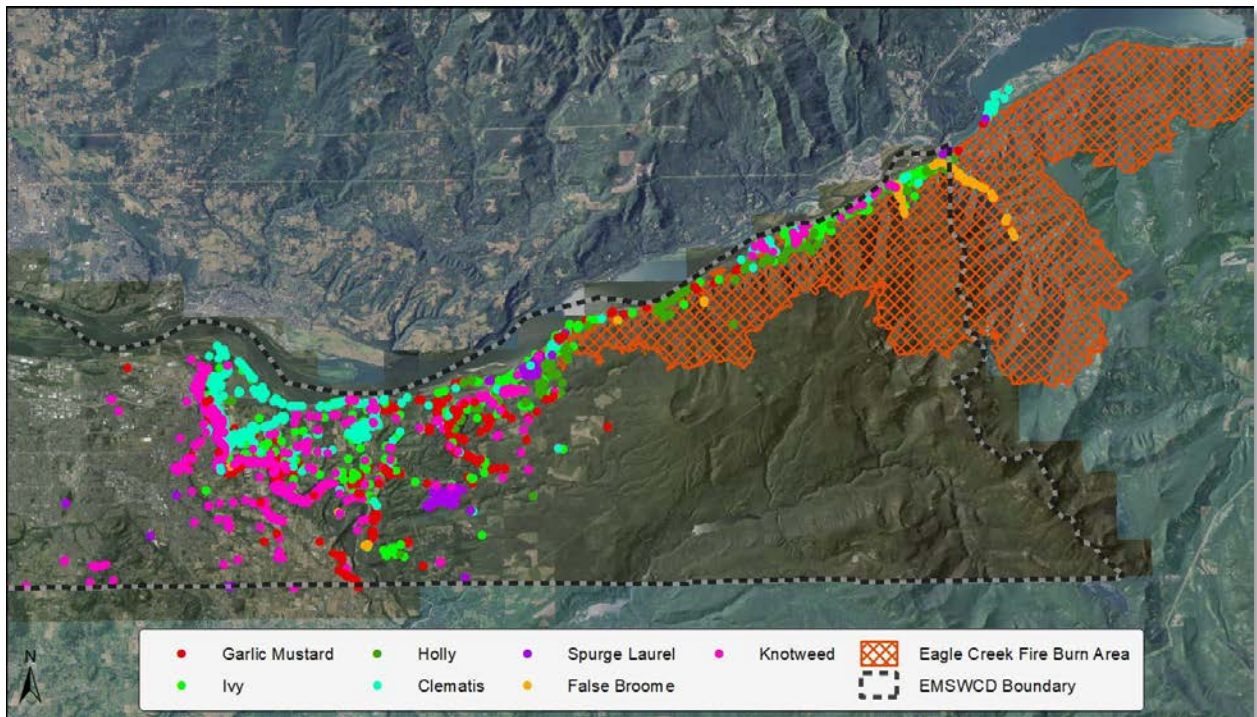 N
Garlic Mustard Holly Spurge Laurel Knotweed Eagle Creek Fire Burn Area
Ivy Clematis False Broome EMSWCD Boundary